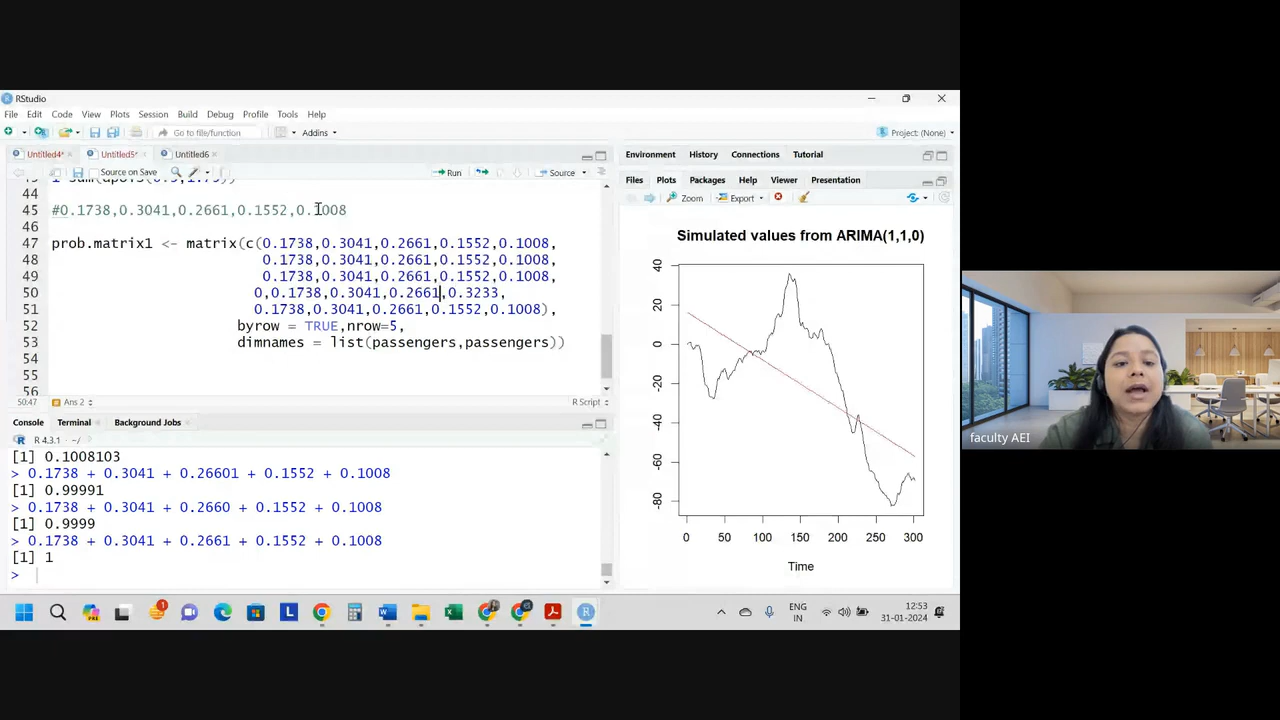 RStudio
File Edit Code View Plots Session Build Debug Profile Tools Help
Go to file/function
Addins
Project: (None)
Untitled4*
Untitled5*
Untitled6
Source on Save
Run
Source
44
45 #0.1738,0.3041,0.2661,0.1552,0.1008
46
47 prob.matrix1 <- matrix(c(0.1738,0.3041,0.2661,0.1552,0.1008,
48 0.1738,0.3041,0.2661,0.1552,0.1008,
49 0.1738,0.3041,0.2661,0.1552,0.1008,
50 0,0.1738,0.3041,0.2661,0.3233,
51 0.1738,0.3041,0.2661,0.1552,0.1008),
52 byrow = TRUE,nrow=5,
53 dimnames = list(passengers,passengers))
54
55
56
50:47 Ans 2 R Script
Console Terminal Background Jobs
R 4.3.1 · ~/
[1] 0.1008103
> 0.1738 + 0.3041 + 0.26601 + 0.1552 + 0.1008
[1] 0.99991
> 0.1738 + 0.3041 + 0.2660 + 0.1552 + 0.1008
[1] 0.9999
> 0.1738 + 0.3041 + 0.2661 + 0.1552 + 0.1008
[1] 1
>
Environment History Connections Tutorial
Files Plots Packages Help Viewer Presentation
Zoom Export
Simulated values from ARIMA(1,1,0)
40
20
0
-20
-40
-60
-80
0 50 100 150 200 250 300
Time
faculty AEI
ENG
IN
12:53
31-01-2024